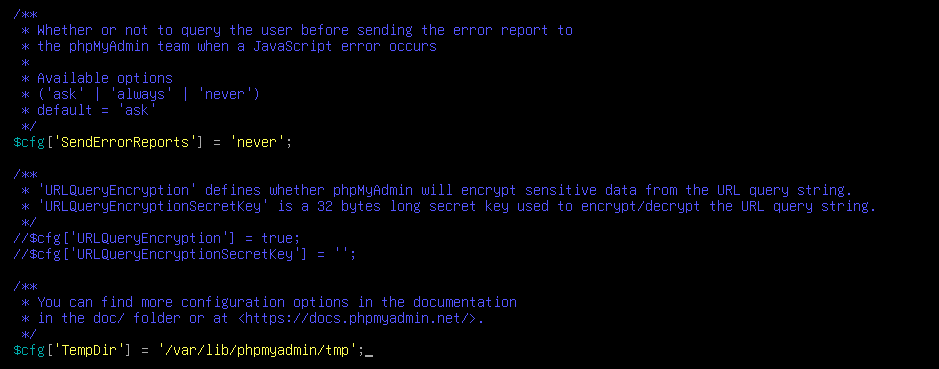 /**
 * Whether or not to query the user before sending the error report to
 * the phpMyAdmin team when a JavaScript error occurs
 *
 * Available options
 * ('ask' | 'always' | 'never')
 * default = 'ask'
 */
$cfg['SendErrorReports'] = 'never';
/**
 * 'URLQueryEncryption' defines whether phpMyAdmin will encrypt sensitive data from the URL query string.
 * 'URLQueryEncryptionSecretKey' is a 32 bytes long secret key used to encrypt/decrypt the URL query string.
 */
//$cfg['URLQueryEncryption'] = true;
//$cfg['URLQueryEncryptionSecretKey'] = '';
/**
 * You can find more configuration options in the documentation
 * in the doc/ folder or at <https://docs.phpmyadmin.net/>.
 */
$cfg['TempDir'] = '/var/lib/phpmyadmin/tmp';